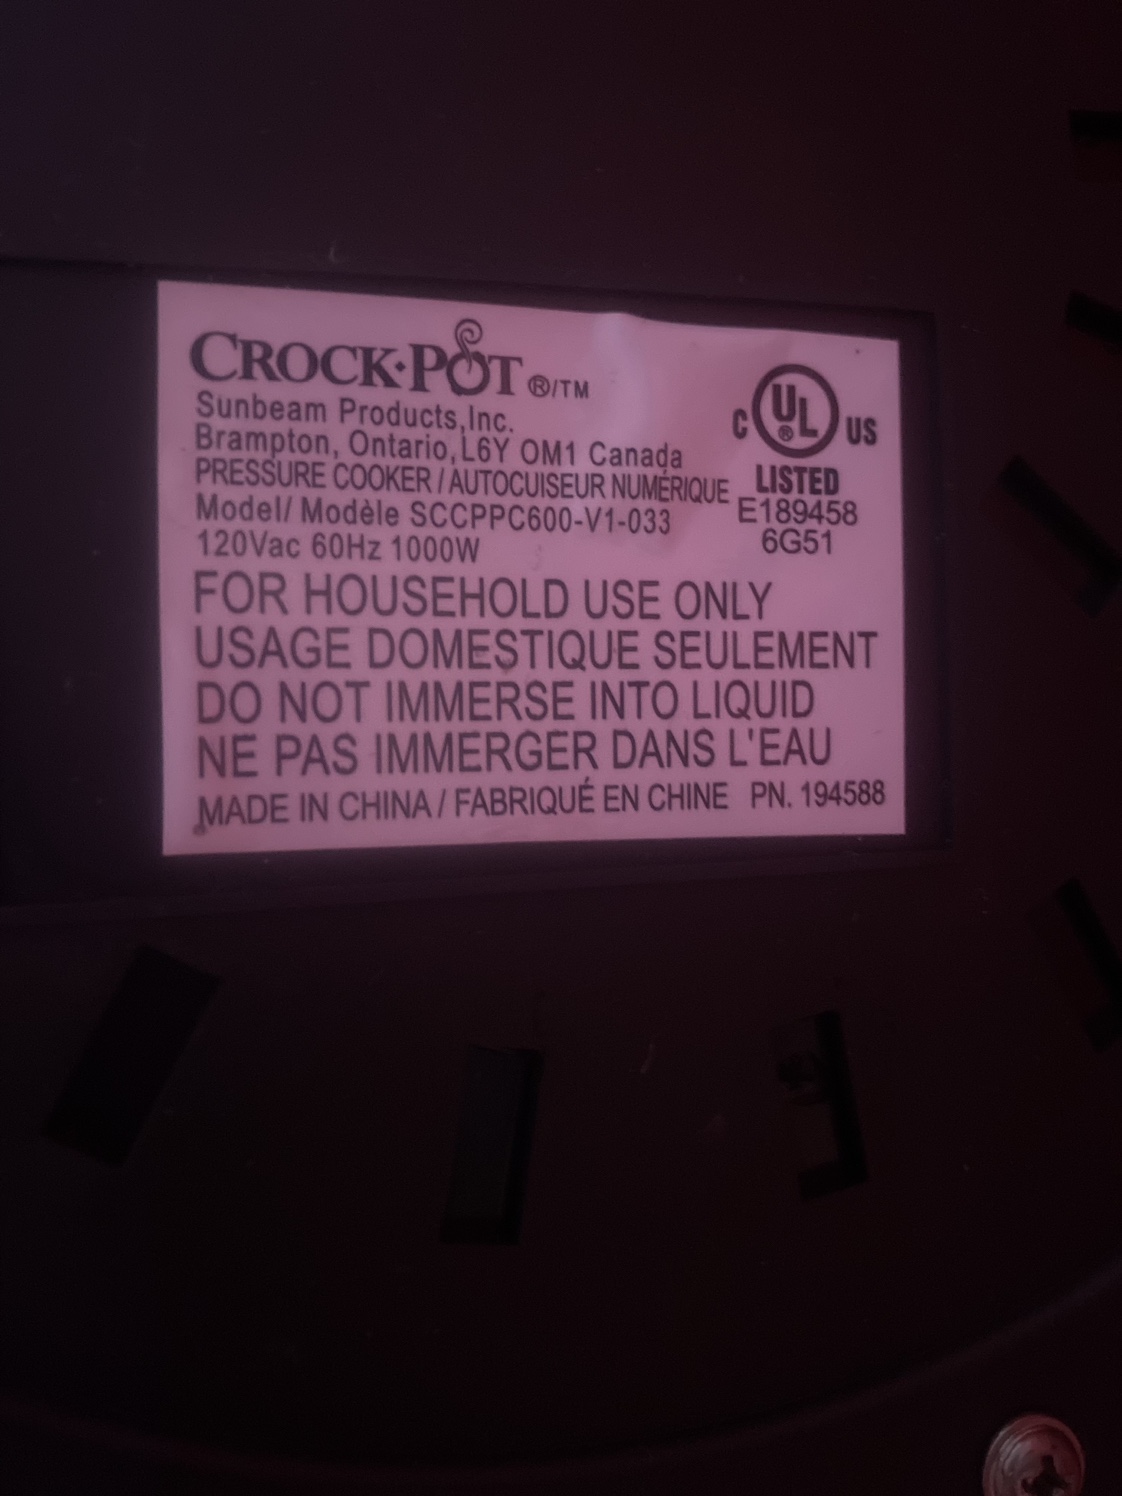 CROCK•POT ®/TM
Sunbeam Products,Inc.
Brampton, Ontario,L6Y OM1 Canada
PRESSURE COOKER / AUTOCUISEUR NUMÉRIQUE
Model/ Modèle SCCPPC600-V1-033
120Vac 60Hz 1000W
C UL ® US
LISTED
E189458
6G51
FOR HOUSEHOLD USE ONLY
USAGE DOMESTIQUE SEULEMENT
DO NOT IMMERSE INTO LIQUID
NE PAS IMMERGER DANS L'EAU
MADE IN CHINA / FABRIQUÉ EN CHINE PN. 194588